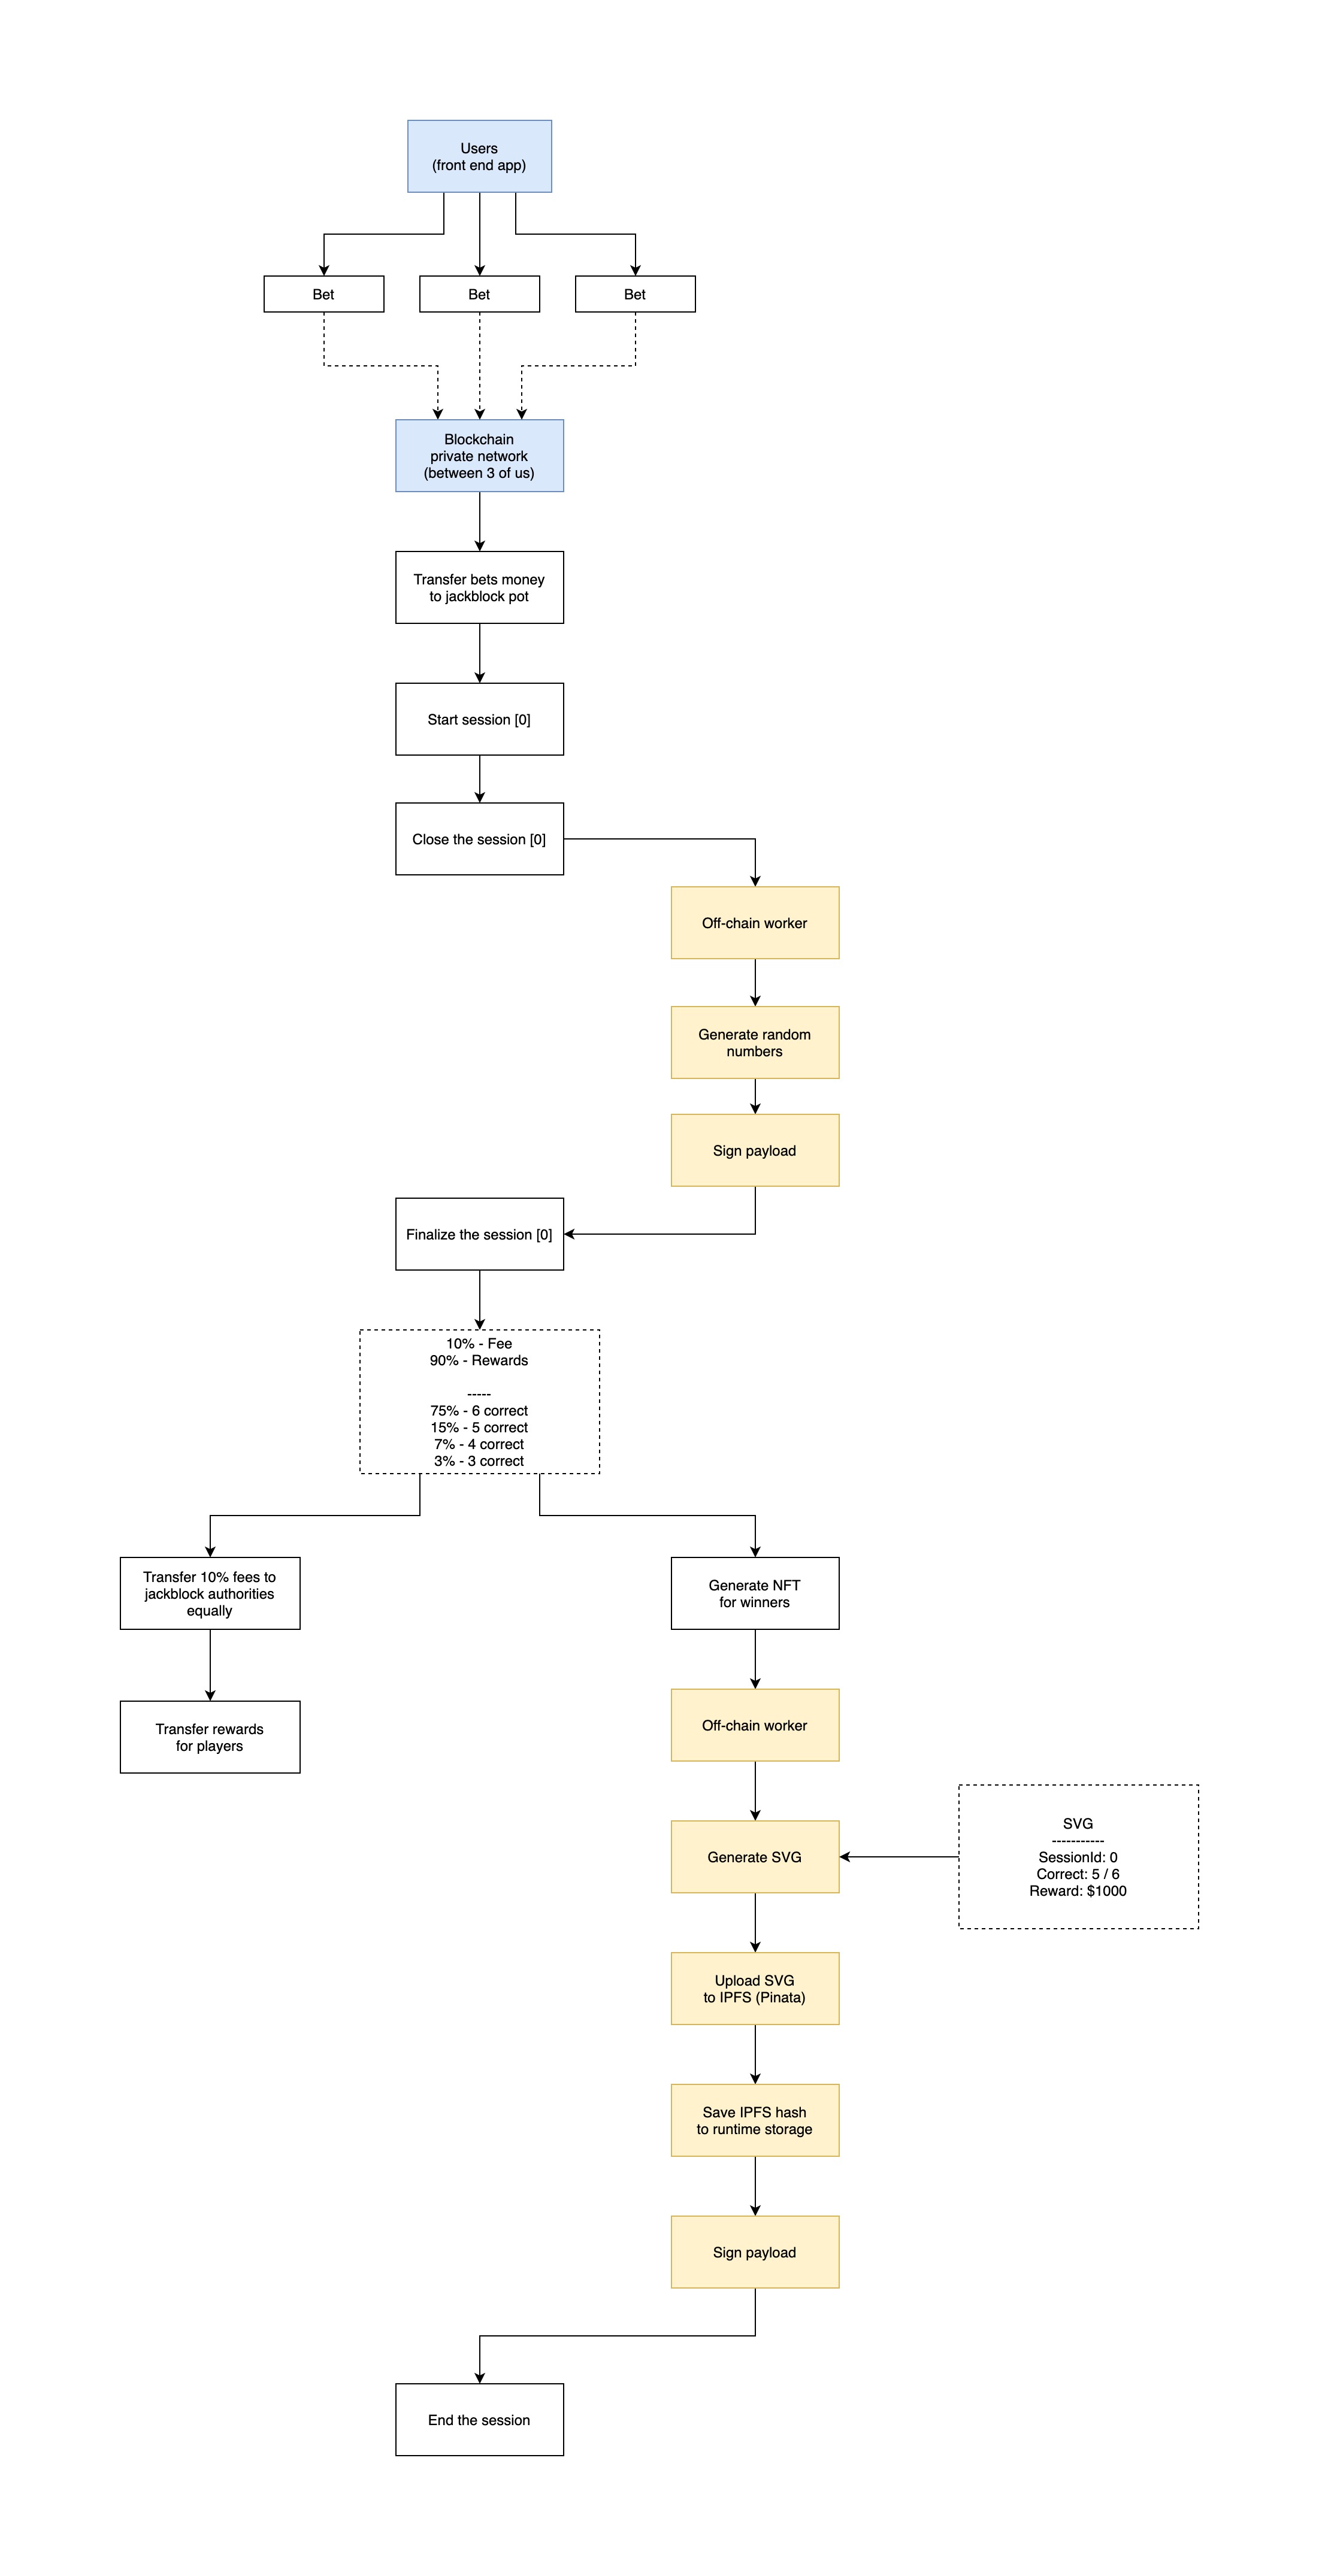 Users
(front end app)
Bet
Bet
Bet
Blockchain
private network
(between 3 of us)
Transfer bets money
to jackblock pot
Start session [0]
Close the session [0]
Off-chain worker
Generate random
numbers
Sign payload
Finalize the session [0]
10% - Fee
90% - Rewards
-----
75% - 6 correct
15% - 5 correct
7% - 4 correct
3% - 3 correct
Transfer 10% fees to
jackblock authorities
equally
Generate NFT
for winners
Transfer rewards
for players
Off-chain worker
Generate SVG
SVG
-----------
SessionId: 0
Correct: 5 / 6
Reward: $1000
Upload SVG
to IPFS (Pinata)
Save IPFS hash
to runtime storage
Sign payload
End the session